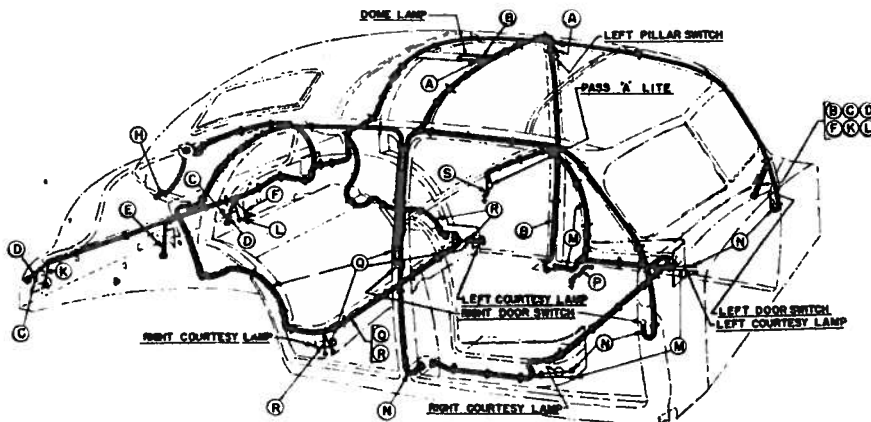 DOME LAMP
B
A
LEFT PILLAR SWITCH
A
PASS 'A' LITE
B C D
F K L
H
C
S
F
E
L
D
R
D
K
B
M
N
Q
P
G
LEFT COURTESY LAMP
RIGHT DOOR SWITCH
LEFT DOOR SWITCH
LEFT COURTESY LAMP
RIGHT COURTESY LAMP
Q
R
N
M
R
N
RIGHT COURTESY LAMP